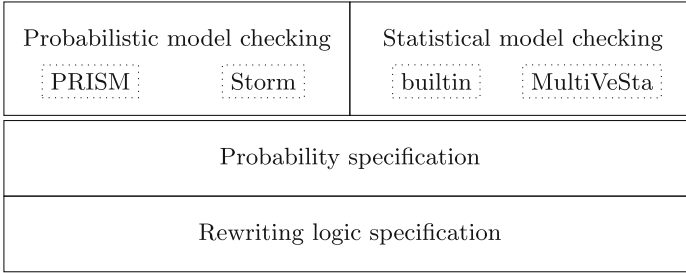 Probabilistic model checking
PRISM Storm
Statistical model checking
builtin MultiVeSta
Probability specification
Rewriting logic specification